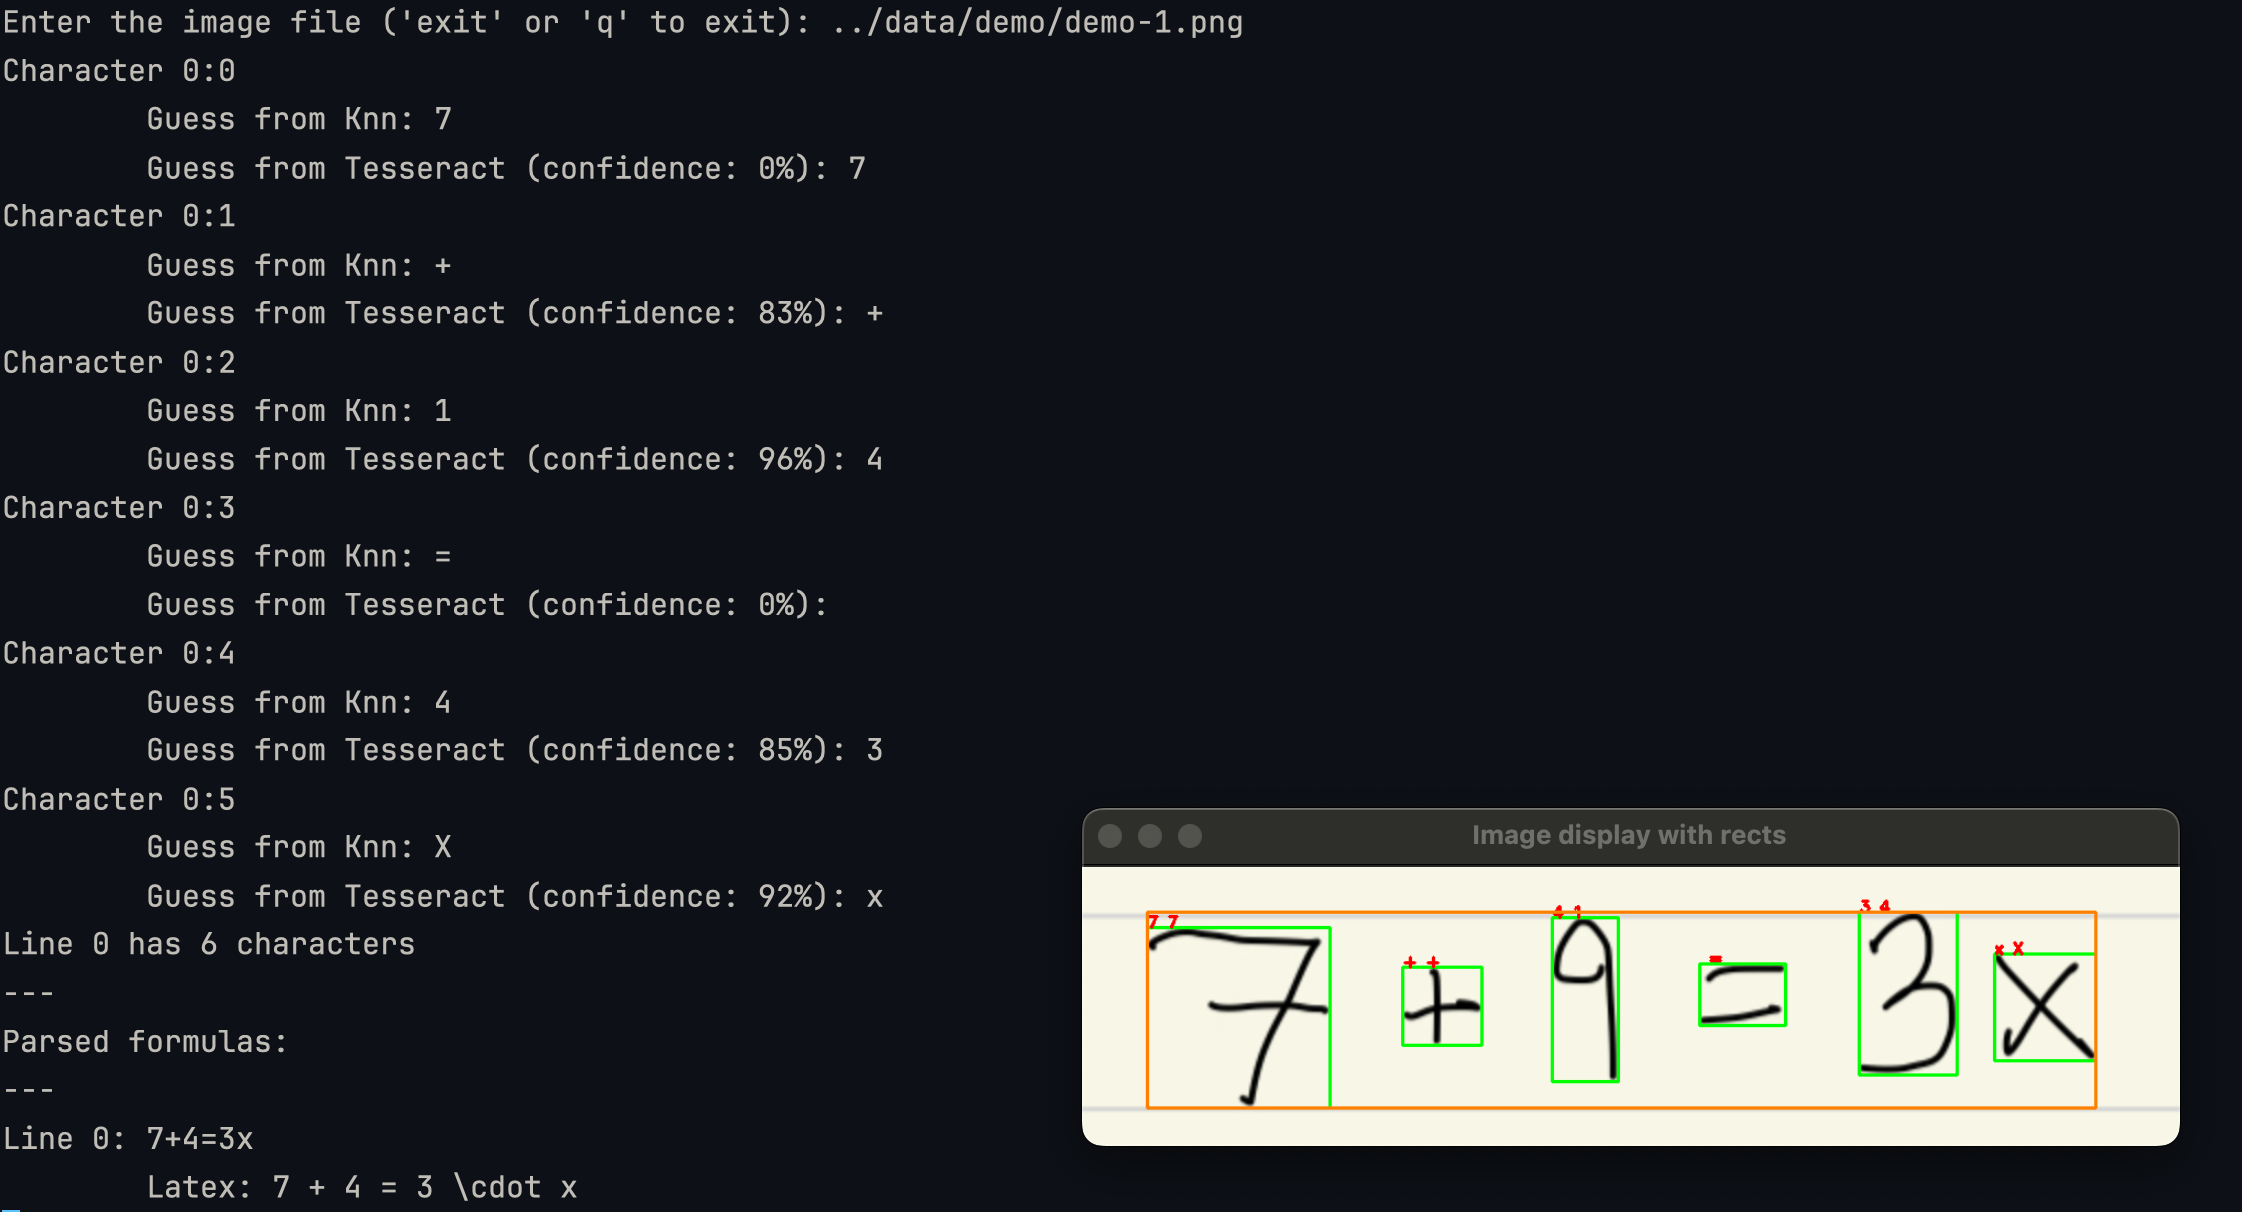 Enter the image file ('exit' or 'q' to exit): ../data/demo/demo-1.png
Character 0:0
Guess from Knn: 7
Guess from Tesseract (confidence: 0%): 7
Character 0:1
Guess from Knn: +
Guess from Tesseract (confidence: 83%): +
Character 0:2
Guess from Knn: 1
Guess from Tesseract (confidence: 96%): 4
Character 0:3
Guess from Knn: =
Guess from Tesseract (confidence: 0%):
Character 0:4
Guess from Knn: 4
Guess from Tesseract (confidence: 85%): 3
Character 0:5
Guess from Knn: X
Guess from Tesseract (confidence: 92%): x
Line 0 has 6 characters
---
Parsed formulas:
---
Line 0: 7+4=3x
Latex: 7 + 4 = 3 \cdot x
Image display with rects
7 7 + + 4 1 = 3 4 x X
7 + 9 = 3 x